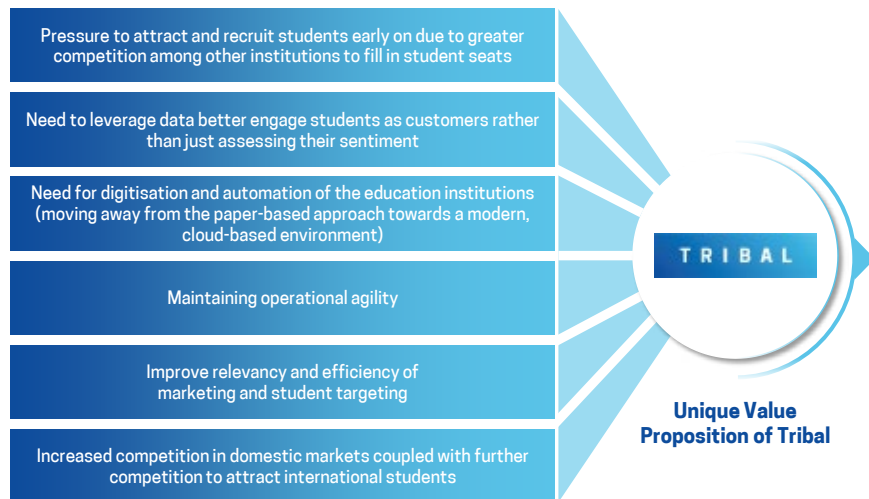 Pressure to attract and recruit students early on due to greater
competition among other institutions to fill in student seats
Need to leverage data better engage students as customers rather
than just assessing their sentiment
Need for digitisation and automation of the education institutions
(moving away from the paper-based approach towards a modern,
cloud-based environment)
Maintaining operational agility
Improve relevancy and efficiency of
marketing and student targeting
Increased competition in domestic markets coupled with further
competition to attract international students
TRIBAL
Unique Value
Proposition of Tribal